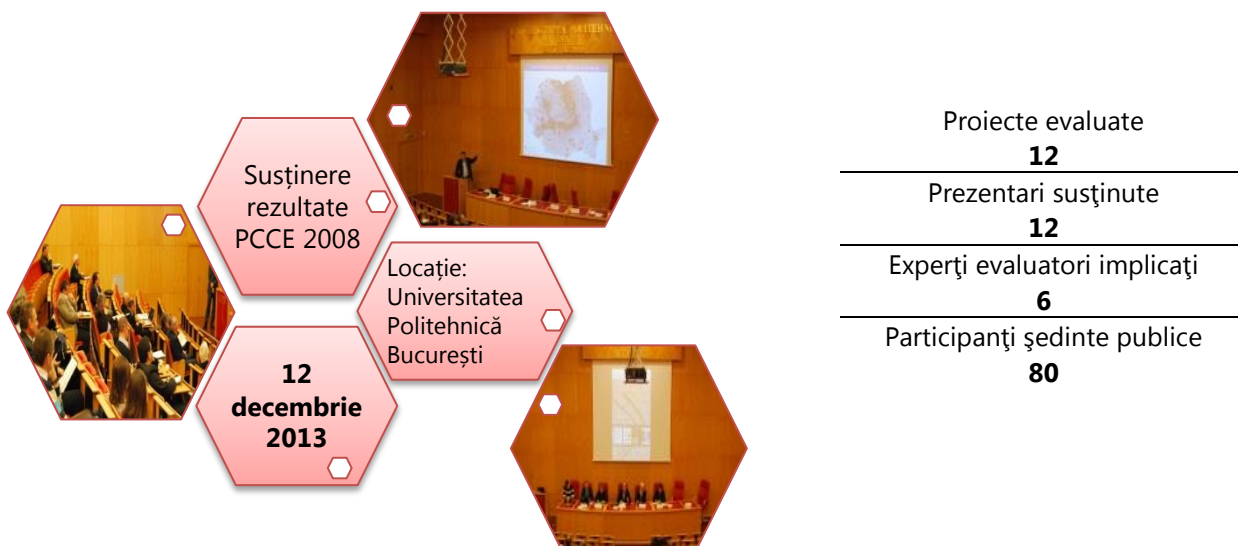 Susținere
rezultate
PCCE 2008
Locație:
Universitatea
Politehnică
București
12
decembrie
2013
Proiecte evaluate
12
Prezentari susţinute
12
Experţi evaluatori implicaţi
6
Participanţi şedinte publice
80